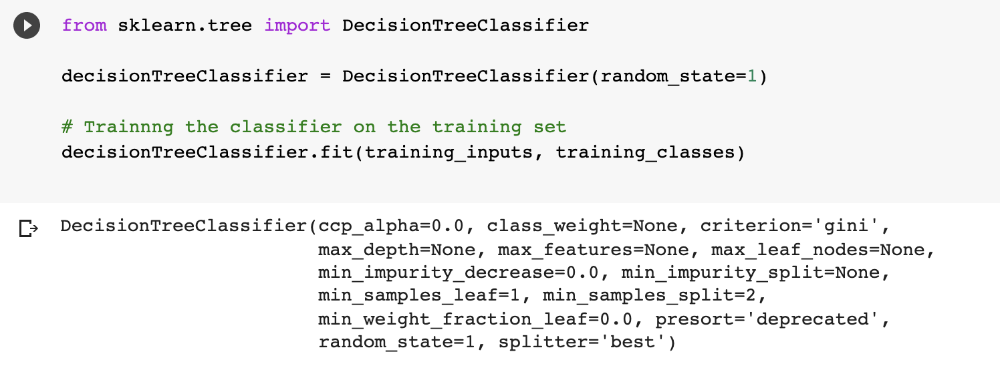 from sklearn.tree import DecisionTreeClassifier
decisionTreeClassifier = DecisionTreeClassifier(random_state=1)
# Trainnng the classifier on the training set
decisionTreeClassifier.fit(training_inputs, training_classes)
DecisionTreeClassifier(ccp_alpha=0.0, class_weight=None, criterion='gini',
max_depth=None, max_features=None, max_leaf_nodes=None,
min_impurity_decrease=0.0, min_impurity_split=None,
min_samples_leaf=1, min_samples_split=2,
min_weight_fraction_leaf=0.0, presort='deprecated',
random_state=1, splitter='best')